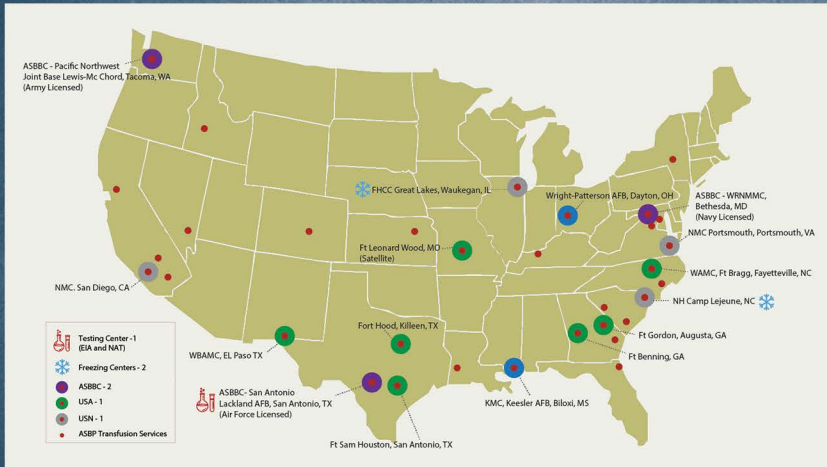 ASBBC - Pacific Northwest
Joint Base Lewis-Mc Chord, Tacoma, WA
(Army Licensed)
FHCC Great Lakes, Waukegan, IL
Wright-Patterson AFB, Dayton, OH
ASBBC - WRNMMC,
Bethesda, MD
(Navy Licensed)
NMC Portsmouth, Portsmouth, VA
Ft Leonard Wood, MO
(Satellite)
WAMC, Ft Bragg, Fayetteville, NC
NMC. San Diego, CA
NH Camp Lejeune, NC
Fort Hood, Killeen, TX
Ft Gordon, Augusta, GA
WBAMC, EL Paso TX
Ft Benning, GA
ASBBC- San Antonio
Lackland AFB, San Antonio, TX
(Air Force Licensed)
KMC, Keesler AFB, Biloxi, MS
Ft Sam Houston, San Antonio, TX
Testing Center -1
(EIA and NAT)
Freezing Centers - 2
ASBBC - 2
USA - 1
USN - 1
ASBP Transfusion Services